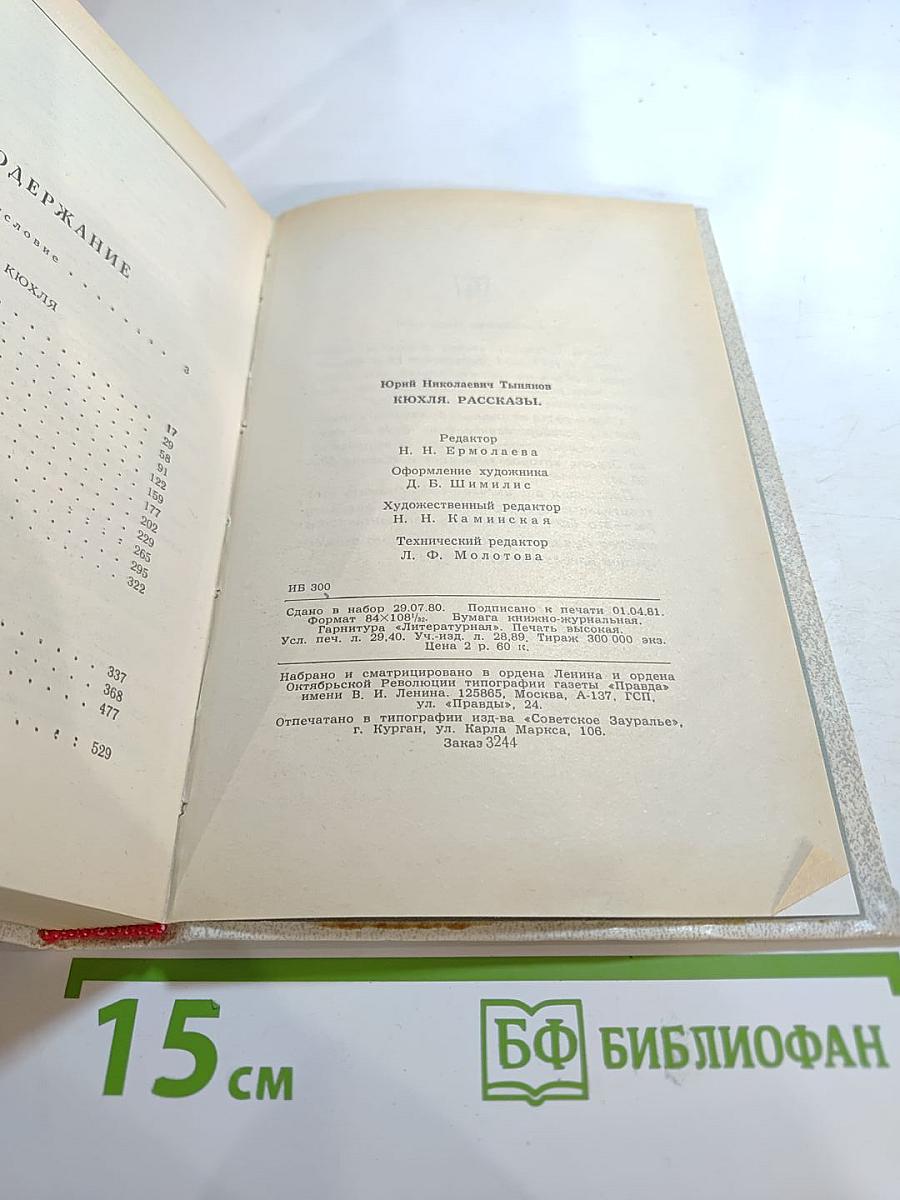 ОДЕРЖАНИЕ
словие . . . . . . . 3
КЮХЛЯ
17
29
58
91
122
159
177
202
229
265
295
322
337
368
477
529
Юрий Николаевич Тынянов
КЮХЛЯ. РАССКАЗЫ.
Редактор
Н. Н. Ермолаева
Оформление художника
Д. Б. Шимилис
Художественный редактор
Н. Н. Каминская
Технический редактор
Л. Ф. Молотова
ИБ 300
Сдано в набор 29.07.80. Подписано к печати 01.04.81.
Формат 84×108¹/₃₂. Бумага книжно-журнальная.
Гарнитура «Литературная». Печать высокая.
Усл. печ. л. 29,40. Уч.-изд. л. 28,89. Тираж 300 000 экз.
Цена 2 р. 60 к.
Набрано и сматрицировано в ордена Ленина и ордена
Октябрьской Революции типографии газеты «Правда»
имени В. И. Ленина. 125865, Москва, А-137, ГСП,
ул. «Правды», 24.
Отпечатано в типографии изд-ва «Советское Зауралье»,
г. Курган, ул. Карла Маркса, 106.
Заказ 3244
15 см
БФ БИБЛИОФАН